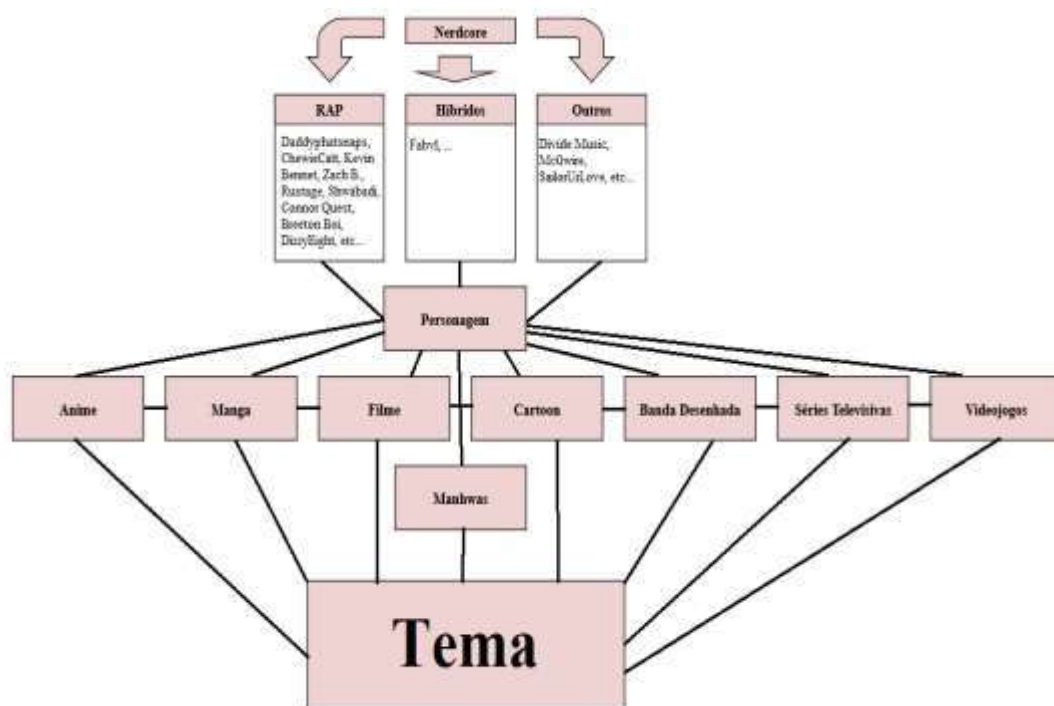 Nerdcore
RAP
Daddyphatsnaps,
ChewieCatt, Kevin
Bennet, Zach B.,
Rustage, Shwabadi,
Connor Quest,
Breeton Boi,
DizzyEight, etc...
Híbridos
Fabvl, ...
Outros
Divide Music,
McGwire,
SailorUrLove, etc...
Personagem
Anime
Manga
Filme
Cartoon
Banda Desenhada
Séries Televisivas
Videojogos
Manhwas
Tema